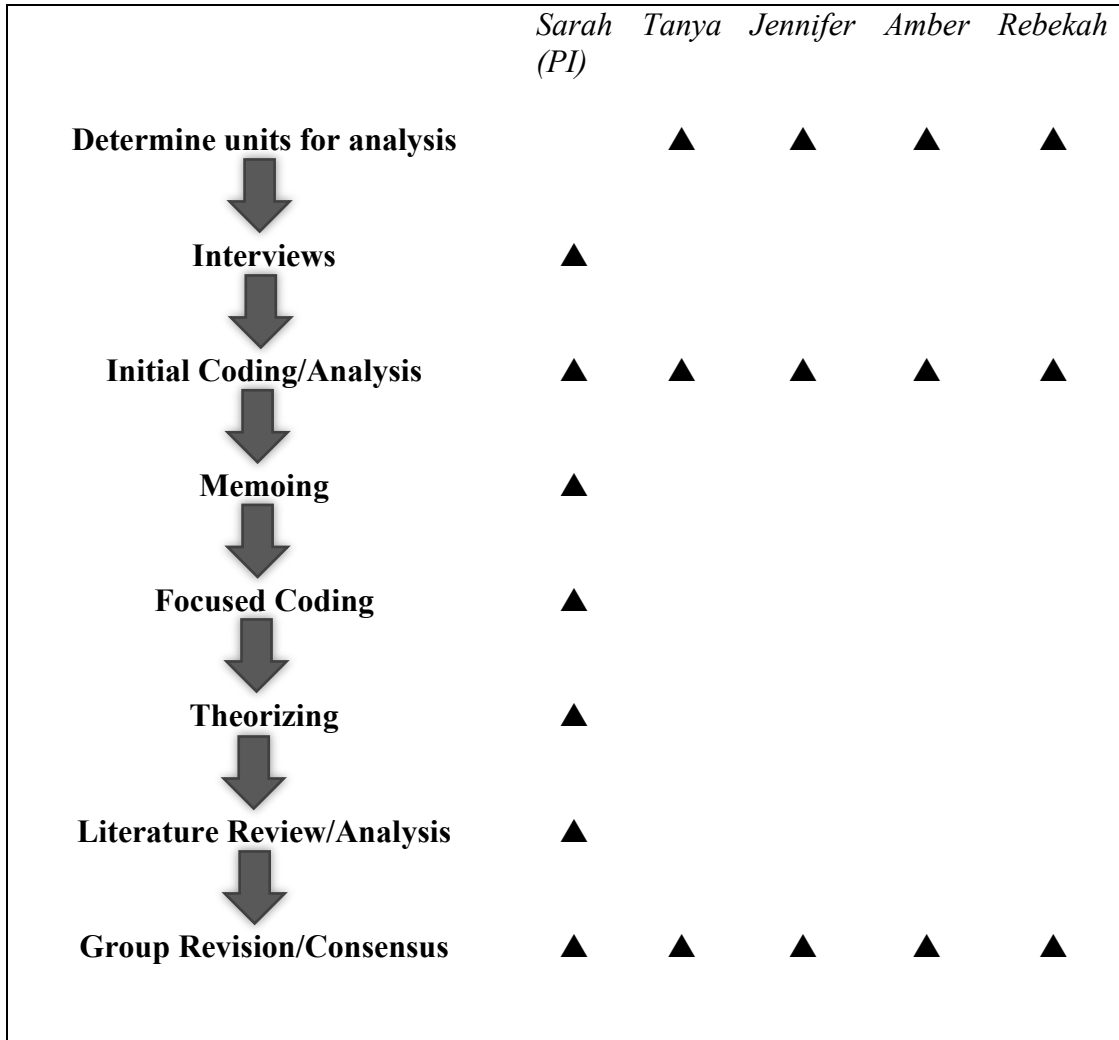 Sarah Tanya Jennifer Amber Rebekah
(PI)
Determine units for analysis ▲ ▲ ▲ ▲
Interviews ▲
Initial Coding/Analysis ▲ ▲ ▲ ▲ ▲
Memoing ▲
Focused Coding ▲
Theorizing ▲
Literature Review/Analysis ▲
Group Revision/Consensus ▲ ▲ ▲ ▲ ▲